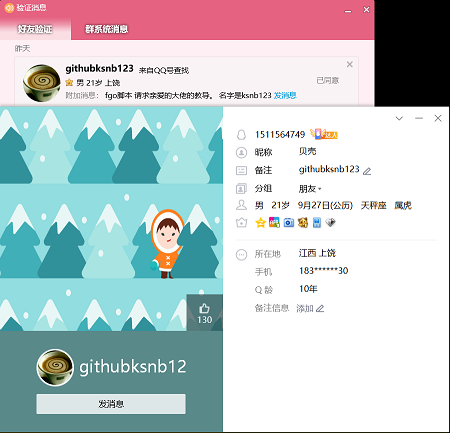 验证消息
好友验证 群系统消息
昨天
githubksnb123 来自QQ号查找
男 21岁 上饶
附加消息： fgo脚本 请求亲爱的大佬的教导。 名字是ksnb123 发消息
已同意
1511564749 达人
昵称 贝壳
备注 githubksnb123
分组 朋友
男 21岁 9月27日(公历) 天秤座 属虎
所在地 江西 上饶
手机 183******30
Q龄 10年
备注信息 添加
130
githubksnb12
发消息